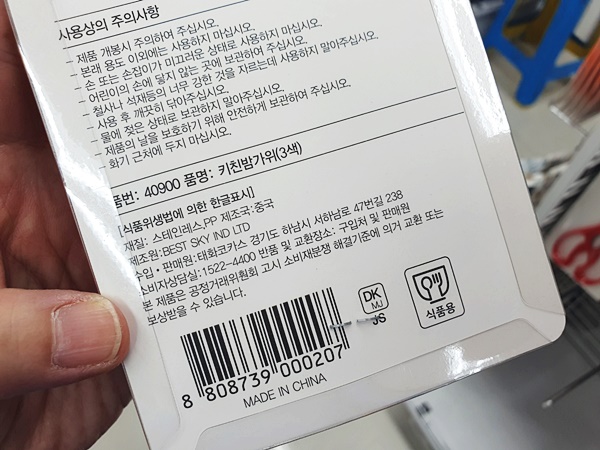 사용상의 주의사항
- 제품 개봉시 주의하여 주십시오.
- 본래 용도 이외에는 사용하지 마십시오.
- 손 또는 손잡이가 미끄러운 상태로 사용하지 마십시오.
- 어린이의 손에 닿지 않는 곳에 보관하여 주십시오.
- 철사나 석재등의 너무 강한 것을 자르는데 사용하지 말아주십시오.
- 사용 후 깨끗히 닦아주십시오.
- 물에 젖은 상태로 보관하지 말아주십시오.
- 제품의 날을 보호하기 위해 안전하게 보관하여 주십시오.
- 화기 근처에 두지 마십시오.
품번: 40900 품명: 키친밤가위(3색)
[식품위생법에 의한 한글표시]
재질: 스테인레스,PP 제조국:중국
제조원:BEST SKY IND LTD
수입·판매원:태화코카스 경기도 하남시 서하남로 47번길 238
소비자상담실:1522-4400 반품 및 교환장소: 구입처 및 판매원
본 제품은 공정거래위원회 고시 소비재분쟁 해결기준에 의거 교환 또는
보상받을 수 있습니다.
DK
MJ
JS
식품용
8 808739 000207
MADE IN CHINA